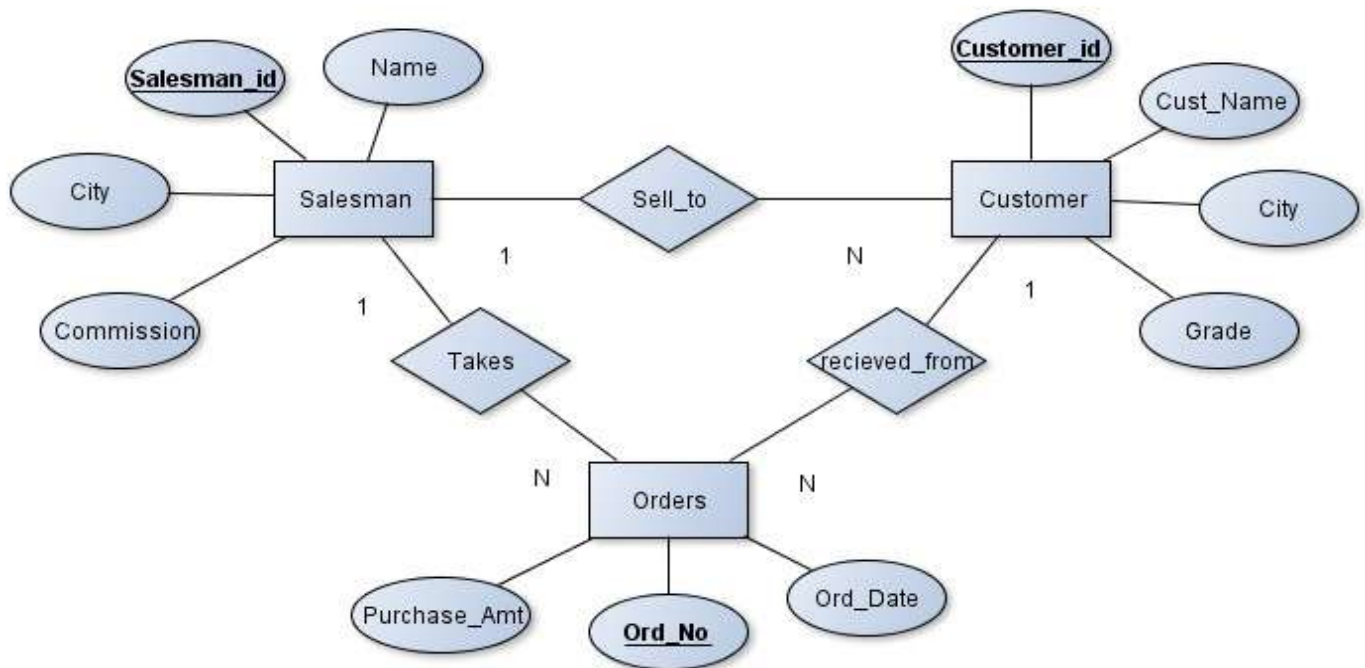 Customer_id
Name
Salesman_id
Cust_Name
City
Salesman
Sell_to
Customer
City
1
N
1
1
Commission
Takes
recieved_from
Grade
N
N
Orders
Purchase_Amt
Ord_No
Ord_Date